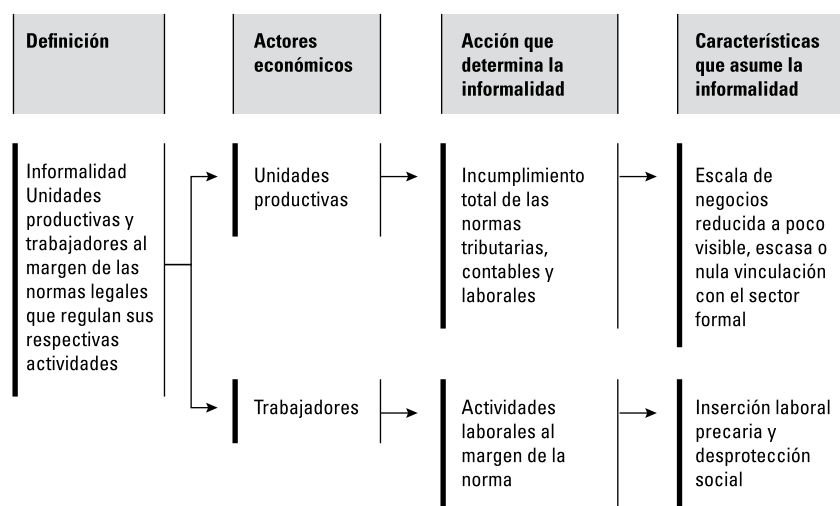 Definición
Actores
económicos
Acción que
determina la
informalidad
Características
que asume la
informalidad
Informalidad
Unidades
productivas y
trabajadores al
margen de las
normas legales
que regulan sus
respectivas
actividades
Unidades
productivas
Incumplimiento
total de las
normas
tributarias,
contables y
laborales
Escala de
negocios
reducida a poco
visible, escasa o
nula vinculación
con el sector
formal
Trabajadores
Actividades
laborales al
margen de la
norma
Inserción laboral
precaria y
desprotección
social